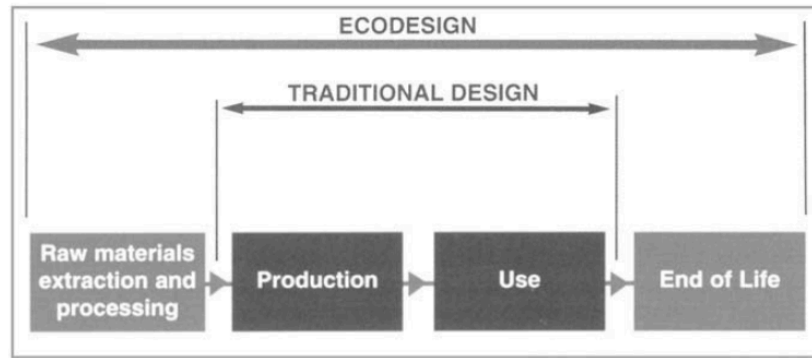 ECODESIGN
TRADITIONAL DESIGN
Raw materials
extraction and
processing
Production
Use
End of Life